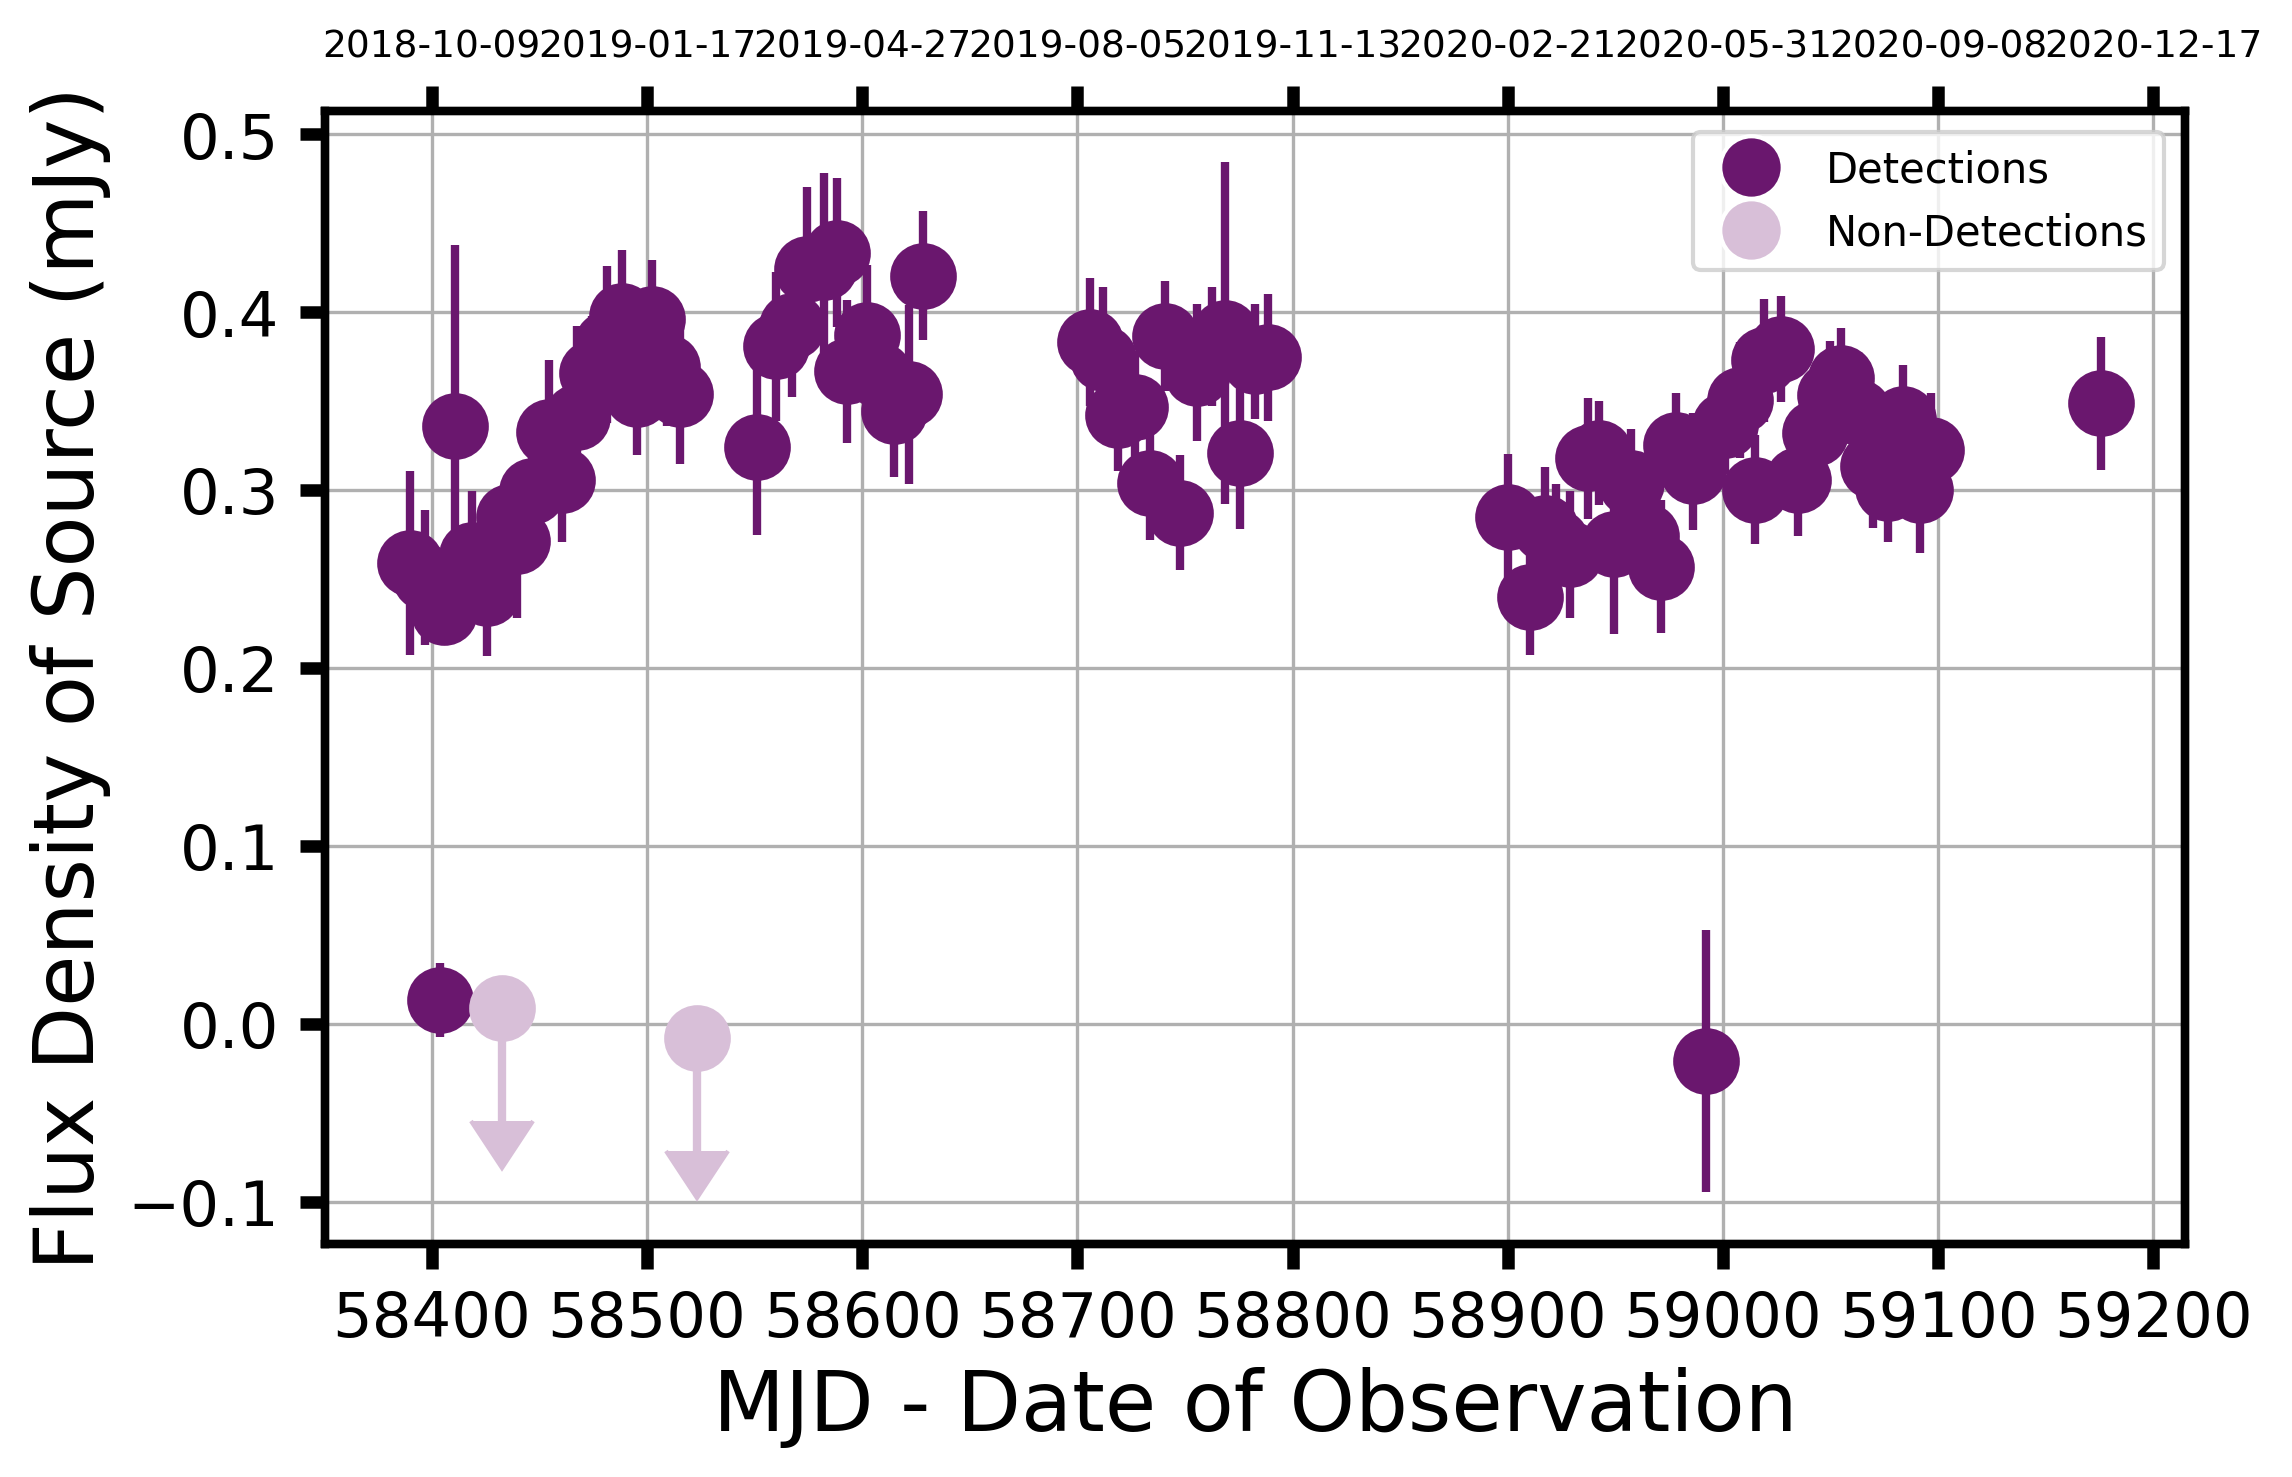 2018-10-09 2019-01-17 2019-04-27 2019-08-05 2019-11-13 2020-02-21 2020-05-31 2020-09-08 2020-12-17
Flux Density of Source (mJy)
0.5
0.4
0.3
0.2
0.1
0.0
−0.1
Detections
Non-Detections
58400 58500 58600 58700 58800 58900 59000 59100 59200
MJD - Date of Observation